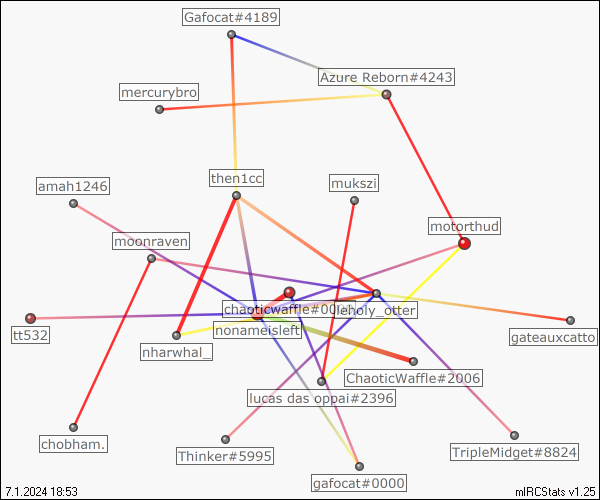 Gafocat#4189
Azure Reborn#4243
mercurybro
then1cc
amah1246
mukszi
motorthud
moonraven
chaoticwaffle#00
leholy_otter
nonameisleft
tt532
gateauxcatto
nharwhal_
ChaoticWaffle#2006
lucas das oppai#2396
chobham.
Thinker#5995
TripleMidget#8824
gafocat#0000
7.1.2024 18:53
mIRCStats v1.25